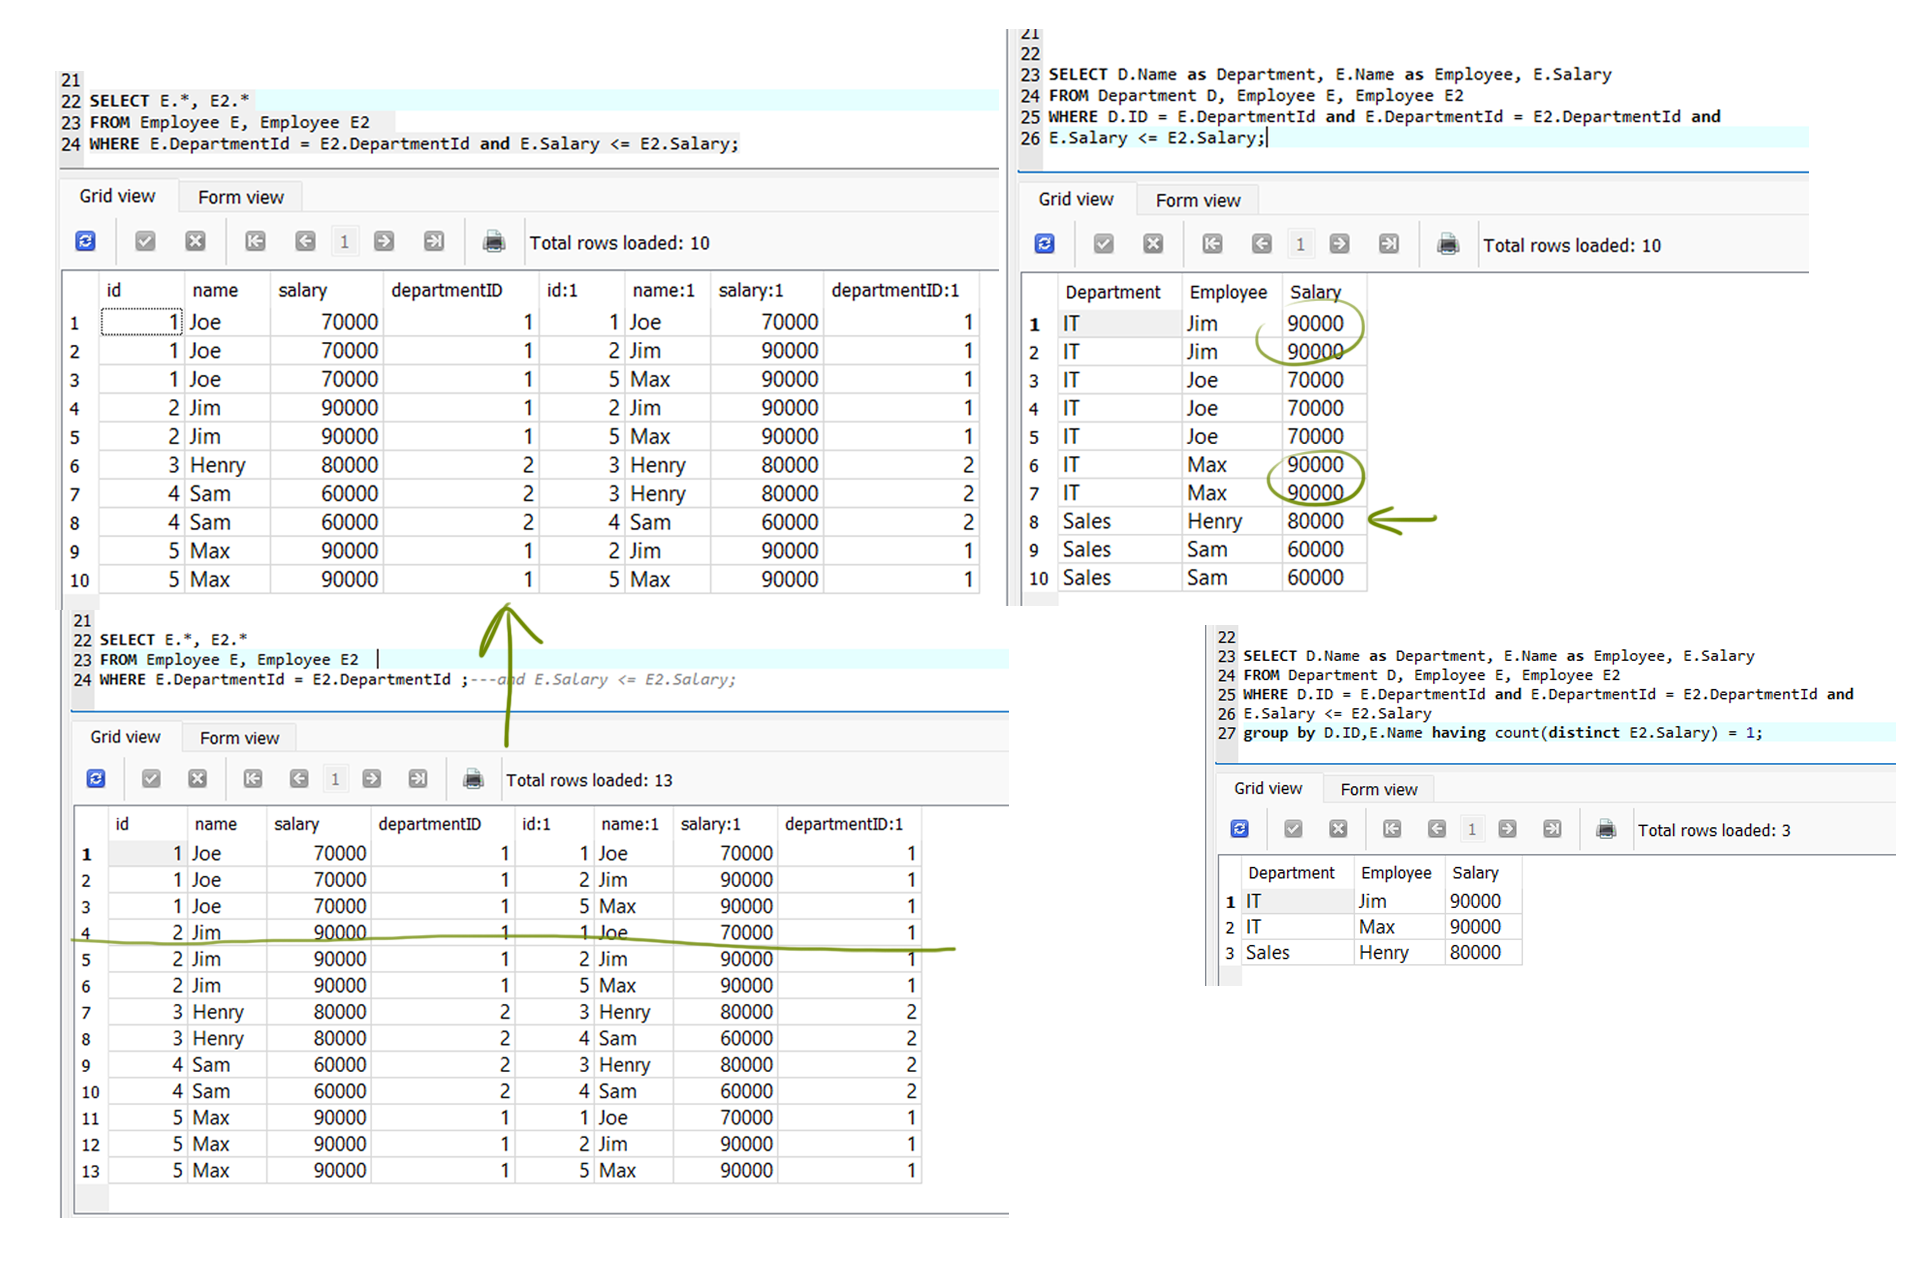 21
22 SELECT E.*, E2.*
23 FROM Employee E, Employee E2
24 WHERE E.DepartmentId = E2.DepartmentId and E.Salary <= E2.Salary;
Grid view Form view
1 Total rows loaded: 10
id name salary departmentID id:1 name:1 salary:1 departmentID:1
1 1 Joe 70000 1 1 Joe 70000 1
2 1 Joe 70000 1 2 Jim 90000 1
3 1 Joe 70000 1 5 Max 90000 1
4 2 Jim 90000 1 2 Jim 90000 1
5 2 Jim 90000 1 5 Max 90000 1
6 3 Henry 80000 2 3 Henry 80000 2
7 4 Sam 60000 2 3 Henry 80000 2
8 4 Sam 60000 2 4 Sam 60000 2
9 5 Max 90000 1 2 Jim 90000 1
10 5 Max 90000 1 5 Max 90000 1
21
22
23 SELECT D.Name as Department, E.Name as Employee, E.Salary
24 FROM Department D, Employee E, Employee E2
25 WHERE D.ID = E.DepartmentId and E.DepartmentId = E2.DepartmentId and
26 E.Salary <= E2.Salary;
Grid view Form view
1 Total rows loaded: 10
Department Employee Salary
1 IT Jim 90000
2 IT Jim 90000
3 IT Joe 70000
4 IT Joe 70000
5 IT Joe 70000
6 IT Max 90000
7 IT Max 90000
8 Sales Henry 80000
9 Sales Sam 60000
10 Sales Sam 60000
21
22 SELECT E.*, E2.*
23 FROM Employee E, Employee E2
24 WHERE E.DepartmentId = E2.DepartmentId ;---and E.Salary <= E2.Salary;
Grid view Form view
1 Total rows loaded: 13
id name salary departmentID id:1 name:1 salary:1 departmentID:1
1 1 Joe 70000 1 1 Joe 70000 1
2 1 Joe 70000 1 2 Jim 90000 1
3 1 Joe 70000 1 5 Max 90000 1
4 2 Jim 90000 1 1 Joe 70000 1
5 2 Jim 90000 1 2 Jim 90000 1
6 2 Jim 90000 1 5 Max 90000 1
7 3 Henry 80000 2 3 Henry 80000 2
8 3 Henry 80000 2 4 Sam 60000 2
9 4 Sam 60000 2 3 Henry 80000 2
10 4 Sam 60000 2 4 Sam 60000 2
11 5 Max 90000 1 1 Joe 70000 1
12 5 Max 90000 1 2 Jim 90000 1
13 5 Max 90000 1 5 Max 90000 1
22
23 SELECT D.Name as Department, E.Name as Employee, E.Salary
24 FROM Department D, Employee E, Employee E2
25 WHERE D.ID = E.DepartmentId and E.DepartmentId = E2.DepartmentId and
26 E.Salary <= E2.Salary
27 group by D.ID,E.Name having count(distinct E2.Salary) = 1;
Grid view Form view
1 Total rows loaded: 3
Department Employee Salary
1 IT Jim 90000
2 IT Max 90000
3 Sales Henry 80000